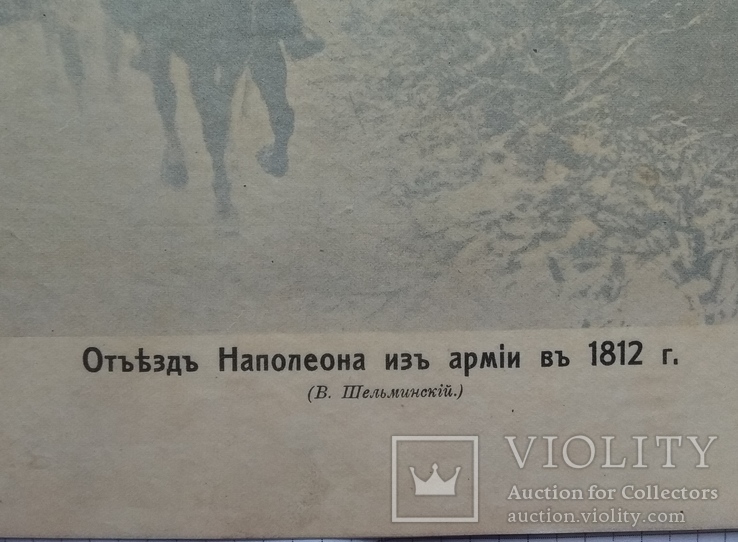 Отъѣздъ Наполеона изъ арміи въ 1812 г.
(В. Шельминскій.)
VIOLITY
Auction for Collectors
auction.violity.com